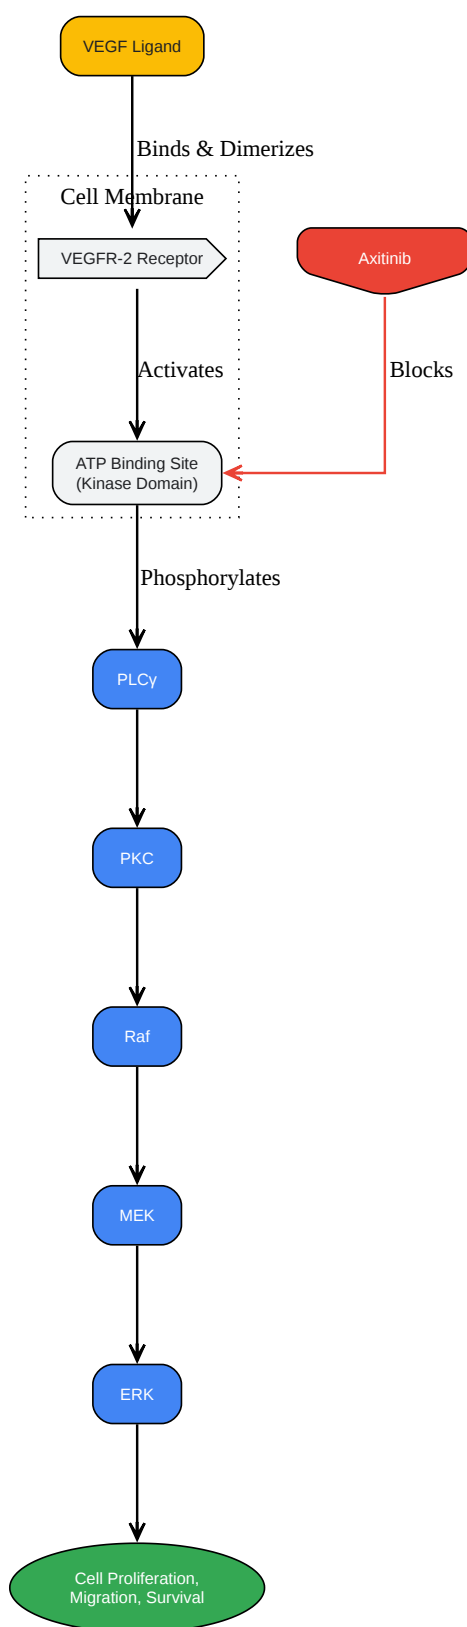 VEGF Ligand
Binds & Dimerizes
Cell Membrane
VEGFR-2 Receptor
Axitinib
Activates
Blocks
ATP Binding Site
(Kinase Domain)
Phosphorylates
PLCγ
PKC
Raf
MEK
ERK
Cell Proliferation,
Migration, Survival